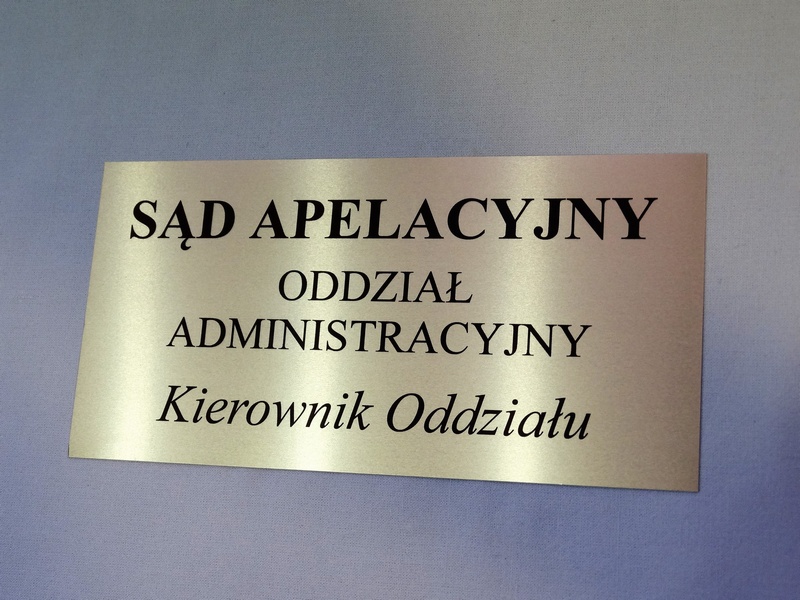 SĄD APELACYJNY
ODDZIAŁ
ADMINISTRACYJNY
Kierownik Oddziału